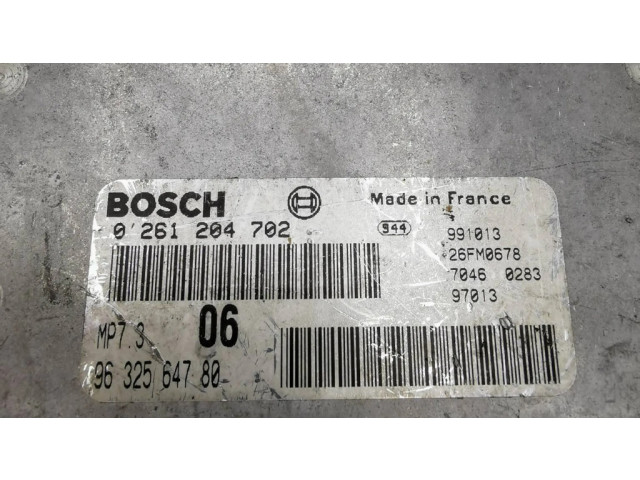 BOSCH Made in France
0 261 204 702 944 991013
26FM0678
7046 0283
97013
MP7.3 06
96 325 647 80